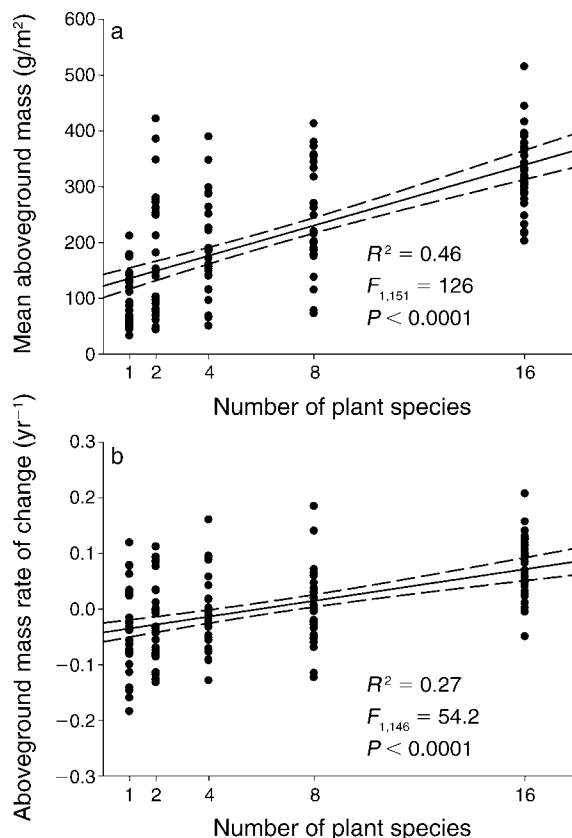 a
Mean aboveground mass (g/m²)
600
500
400
300
200
100
0
R² = 0.46
F₁,₁₅₁ = 126
P < 0.0001
1 2 4 8 16
Number of plant species
b
Aboveground mass rate of change (yr⁻¹)
0.3
0.2
0.1
0.0
−0.1
−0.2
−0.3
R² = 0.27
F₁,₁₄₆ = 54.2
P < 0.0001
1 2 4 8 16
Number of plant species